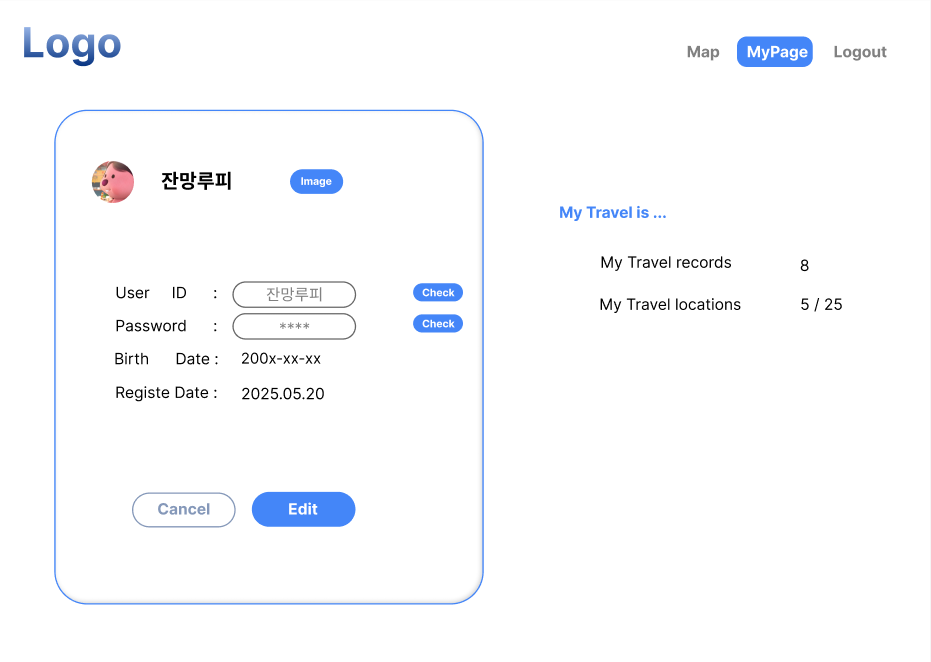 Logo
Map MyPage Logout
잔망루피 Image
My Travel is ...
My Travel records 8
My Travel locations 5 / 25
User ID : 잔망루피 Check
Password : **** Check
Birth Date : 200x-xx-xx
Registe Date : 2025.05.20
Cancel Edit